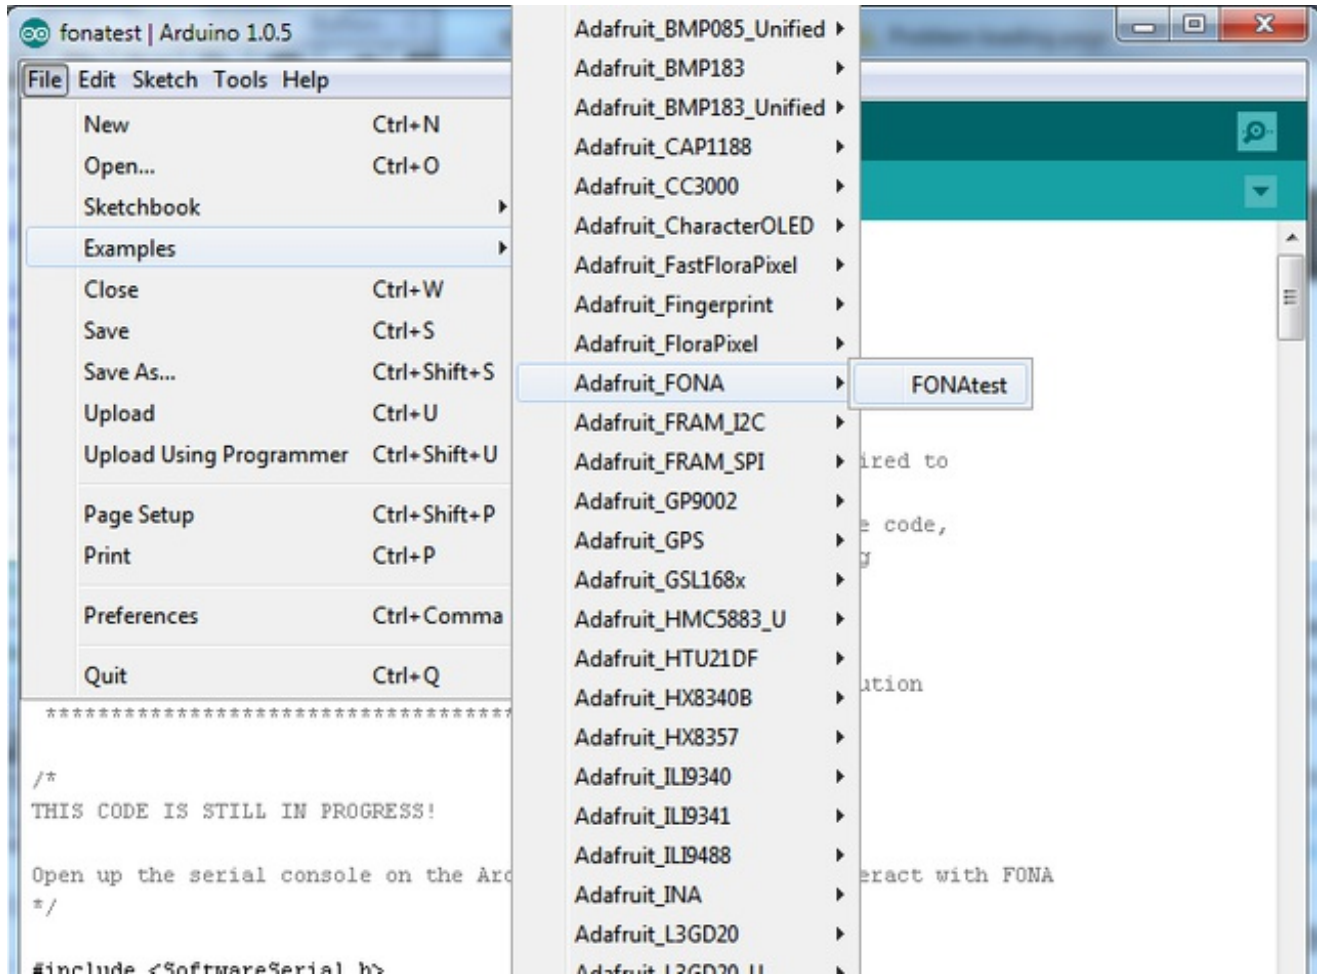 fonatest | Arduino 1.0.5
File Edit Sketch Tools Help
New Ctrl+N
Open... Ctrl+O
Sketchbook
Examples
Close Ctrl+W
Save Ctrl+S
Save As... Ctrl+Shift+S
Upload Ctrl+U
Upload Using Programmer Ctrl+Shift+U
Page Setup Ctrl+Shift+P
Print Ctrl+P
Preferences Ctrl+Comma
Quit Ctrl+Q
Adafruit_BMP085_Unified
Adafruit_BMP183
Adafruit_BMP183_Unified
Adafruit_CAP1188
Adafruit_CC3000
Adafruit_CharacterOLED
Adafruit_FastFloraPixel
Adafruit_Fingerprint
Adafruit_FloraPixel
Adafruit_FONA
Adafruit_FRAM_I2C
Adafruit_FRAM_SPI
Adafruit_GP9002
Adafruit_GPS
Adafruit_GSL168x
Adafruit_HMC5883_U
Adafruit_HTU21DF
Adafruit_HX8340B
Adafruit_HX8357
Adafruit_ILI9340
Adafruit_ILI9341
Adafruit_ILI9488
Adafruit_INA
Adafruit_L3GD20
Adafruit_L3GD20_U
FONAtest
ired to
e code,
g
ution
************************************
/*
THIS CODE IS STILL IN PROGRESS!
Open up the serial console on the Ard eract with FONA
*/
#include <SoftwareSerial.h>